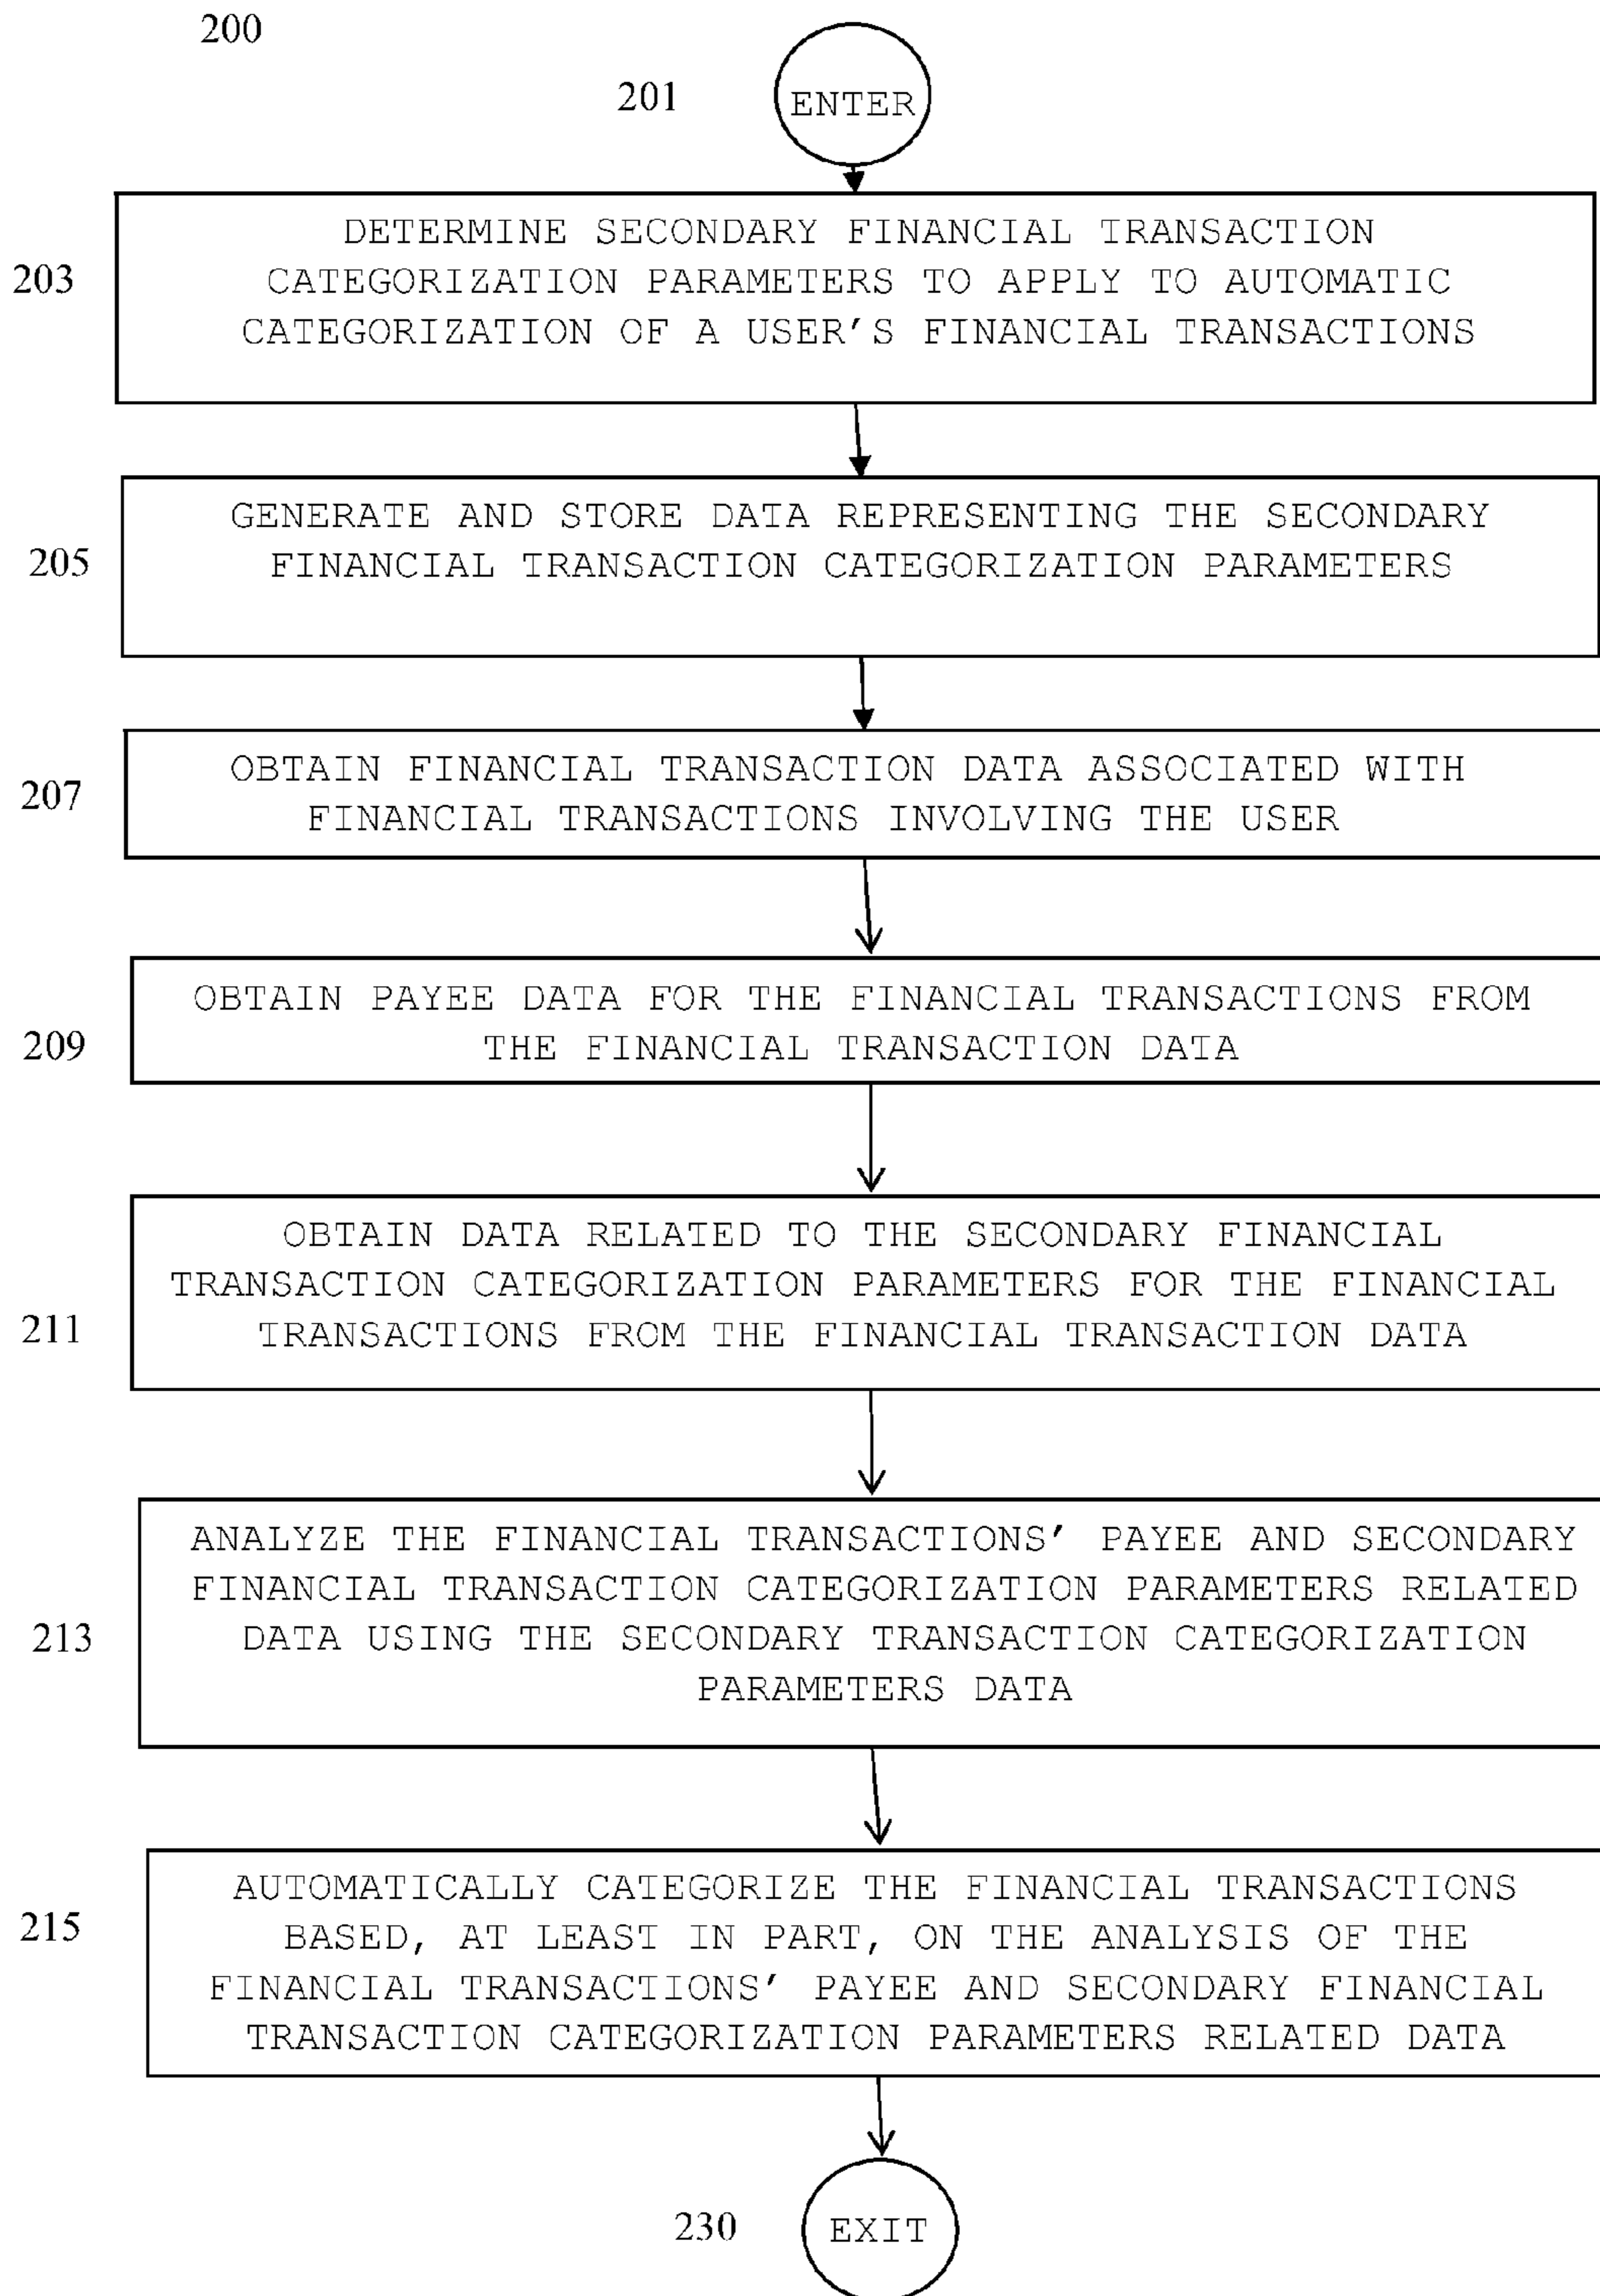 200
201
ENTER
203
DETERMINE SECONDARY FINANCIAL TRANSACTION
CATEGORIZATION PARAMETERS TO APPLY TO AUTOMATIC
CATEGORIZATION OF A USER'S FINANCIAL TRANSACTIONS
205
GENERATE AND STORE DATA REPRESENTING THE SECONDARY
FINANCIAL TRANSACTION CATEGORIZATION PARAMETERS
207
OBTAIN FINANCIAL TRANSACTION DATA ASSOCIATED WITH
FINANCIAL TRANSACTIONS INVOLVING THE USER
209
OBTAIN PAYEE DATA FOR THE FINANCIAL TRANSACTIONS FROM
THE FINANCIAL TRANSACTION DATA
211
OBTAIN DATA RELATED TO THE SECONDARY FINANCIAL
TRANSACTION CATEGORIZATION PARAMETERS FOR THE FINANCIAL
TRANSACTIONS FROM THE FINANCIAL TRANSACTION DATA
213
ANALYZE THE FINANCIAL TRANSACTIONS' PAYEE AND SECONDARY
FINANCIAL TRANSACTION CATEGORIZATION PARAMETERS RELATED
DATA USING THE SECONDARY TRANSACTION CATEGORIZATION
PARAMETERS DATA
215
AUTOMATICALLY CATEGORIZE THE FINANCIAL TRANSACTIONS
BASED, AT LEAST IN PART, ON THE ANALYSIS OF THE
FINANCIAL TRANSACTIONS' PAYEE AND SECONDARY FINANCIAL
TRANSACTION CATEGORIZATION PARAMETERS RELATED DATA
230
EXIT